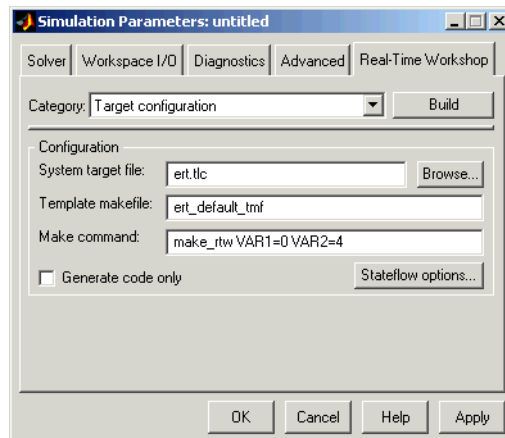 Simulation Parameters: untitled
Solver Workspace I/O Diagnostics Advanced Real-Time Workshop
Category: Target configuration Build
Configuration
System target file: ert.tlc Browse...
Template makefile: ert_default_tmf
Make command: make_rtw VAR1=0 VAR2=4
Generate code only Stateflow options...
OK Cancel Help Apply